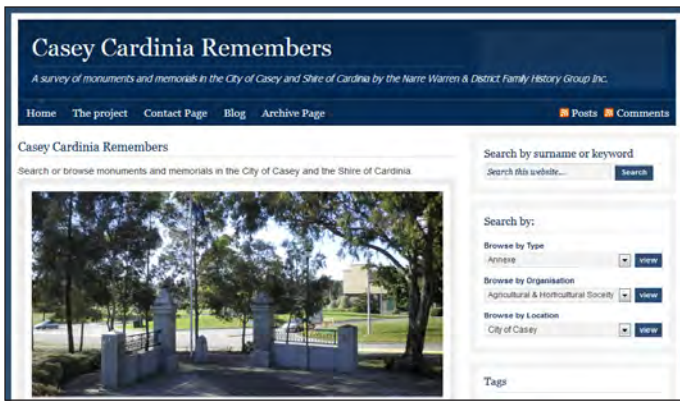 Casey Cardinia Remembers
A survey of monuments and memorials in the City of Casey and Shire of Cardinia by the Narre Warren & District Family History Group Inc.
Home The project Contact Page Blog Archive Page Posts Comments
Casey Cardinia Remembers
Search or browse monuments and memorials in the City of Casey and the Shire of Cardinia
Search by surname or keyword
Search this website... Search
Search by:
Browse by Type
Annexe view
Browse by Organisation
Agricultural & Horticultural Society view
Browse by Location
City of Casey view
Tags